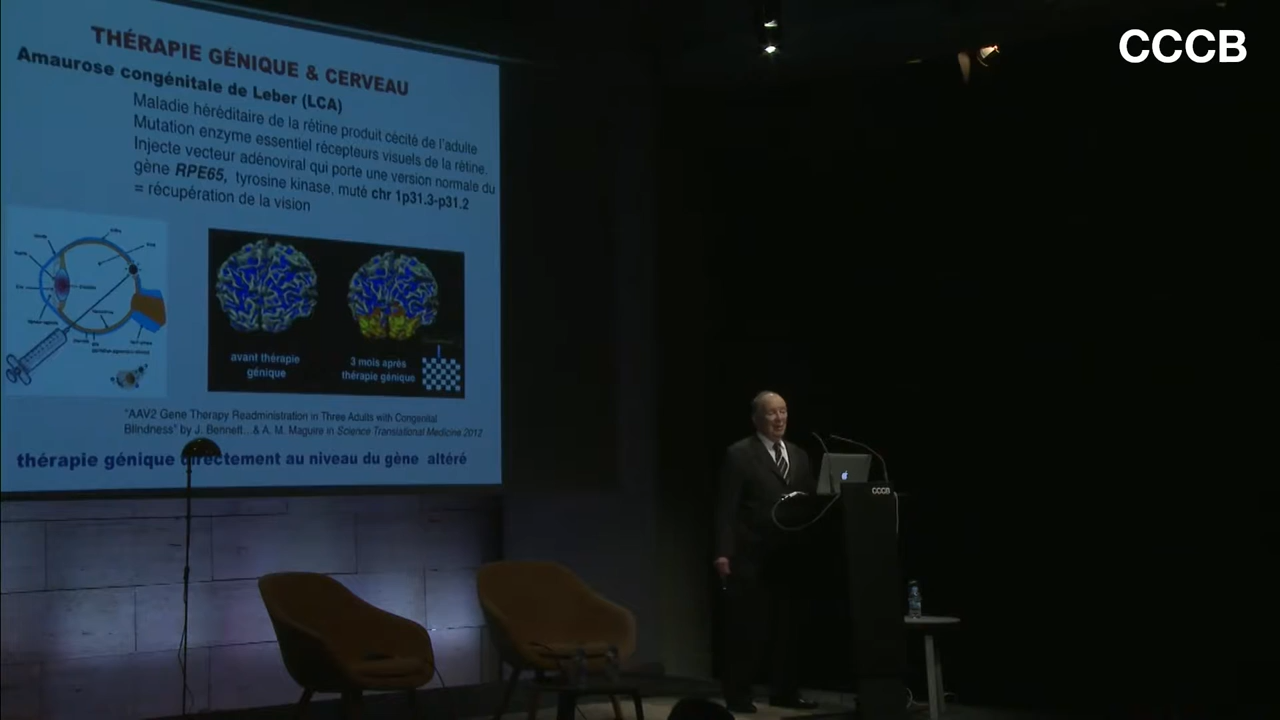 CCCB
THÉRAPIE GÉNIQUE & CERVEAU
Amaurose congénitale de Leber (LCA)
Maladie héréditaire de la rétine produit cécité de l'adulte
Mutation enzyme essentiel récepteurs visuels de la rétine.
Injecte vecteur adénoviral qui porte une version normale du
gène RPE65, tyrosine kinase, muté chr 1p31.3-p31.2
= récupération de la vision
avant thérapie
génique
3 mois après
thérapie génique
"AAV2 Gene Therapy Readministration in Three Adults with Congenital
Blindness" by J. Bennett... & A. M. Maguire in Science Translational Medicine 2012
thérapie génique directement au niveau du gène altéré
CCCB